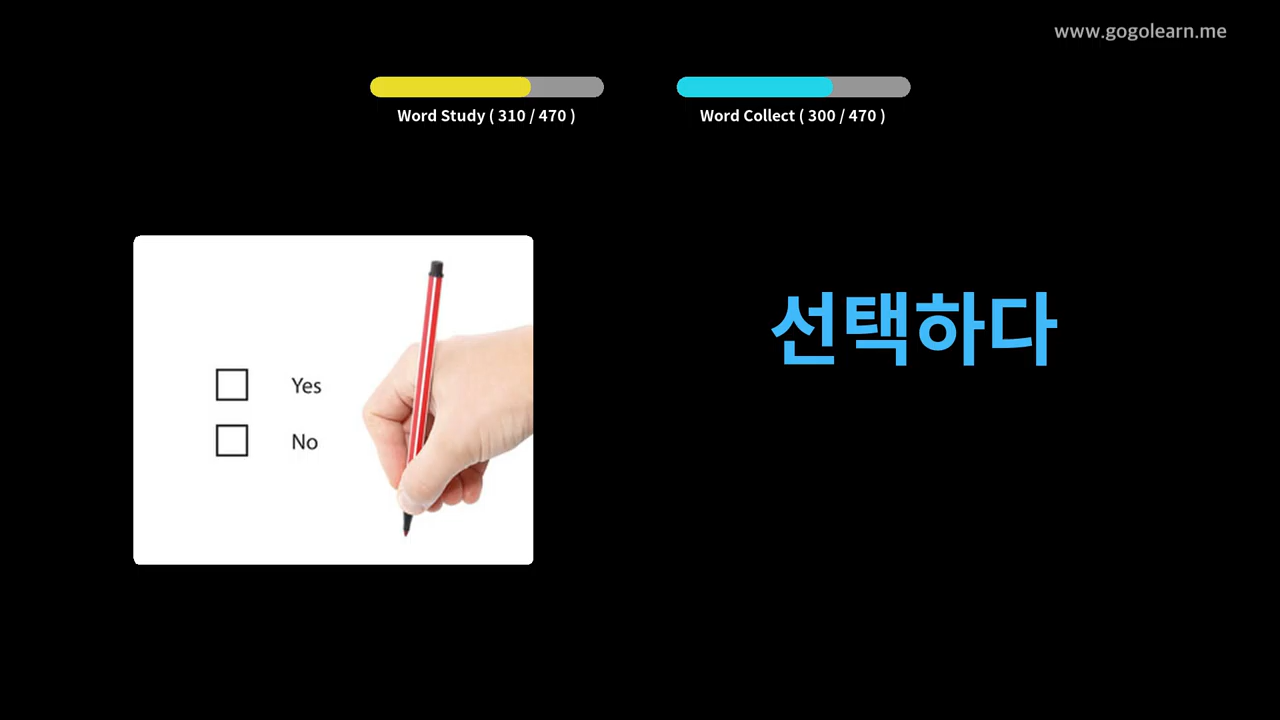 www.gogolearn.me
Word Study ( 310 / 470 )
Word Collect ( 300 / 470 )
선택하다
Yes
No